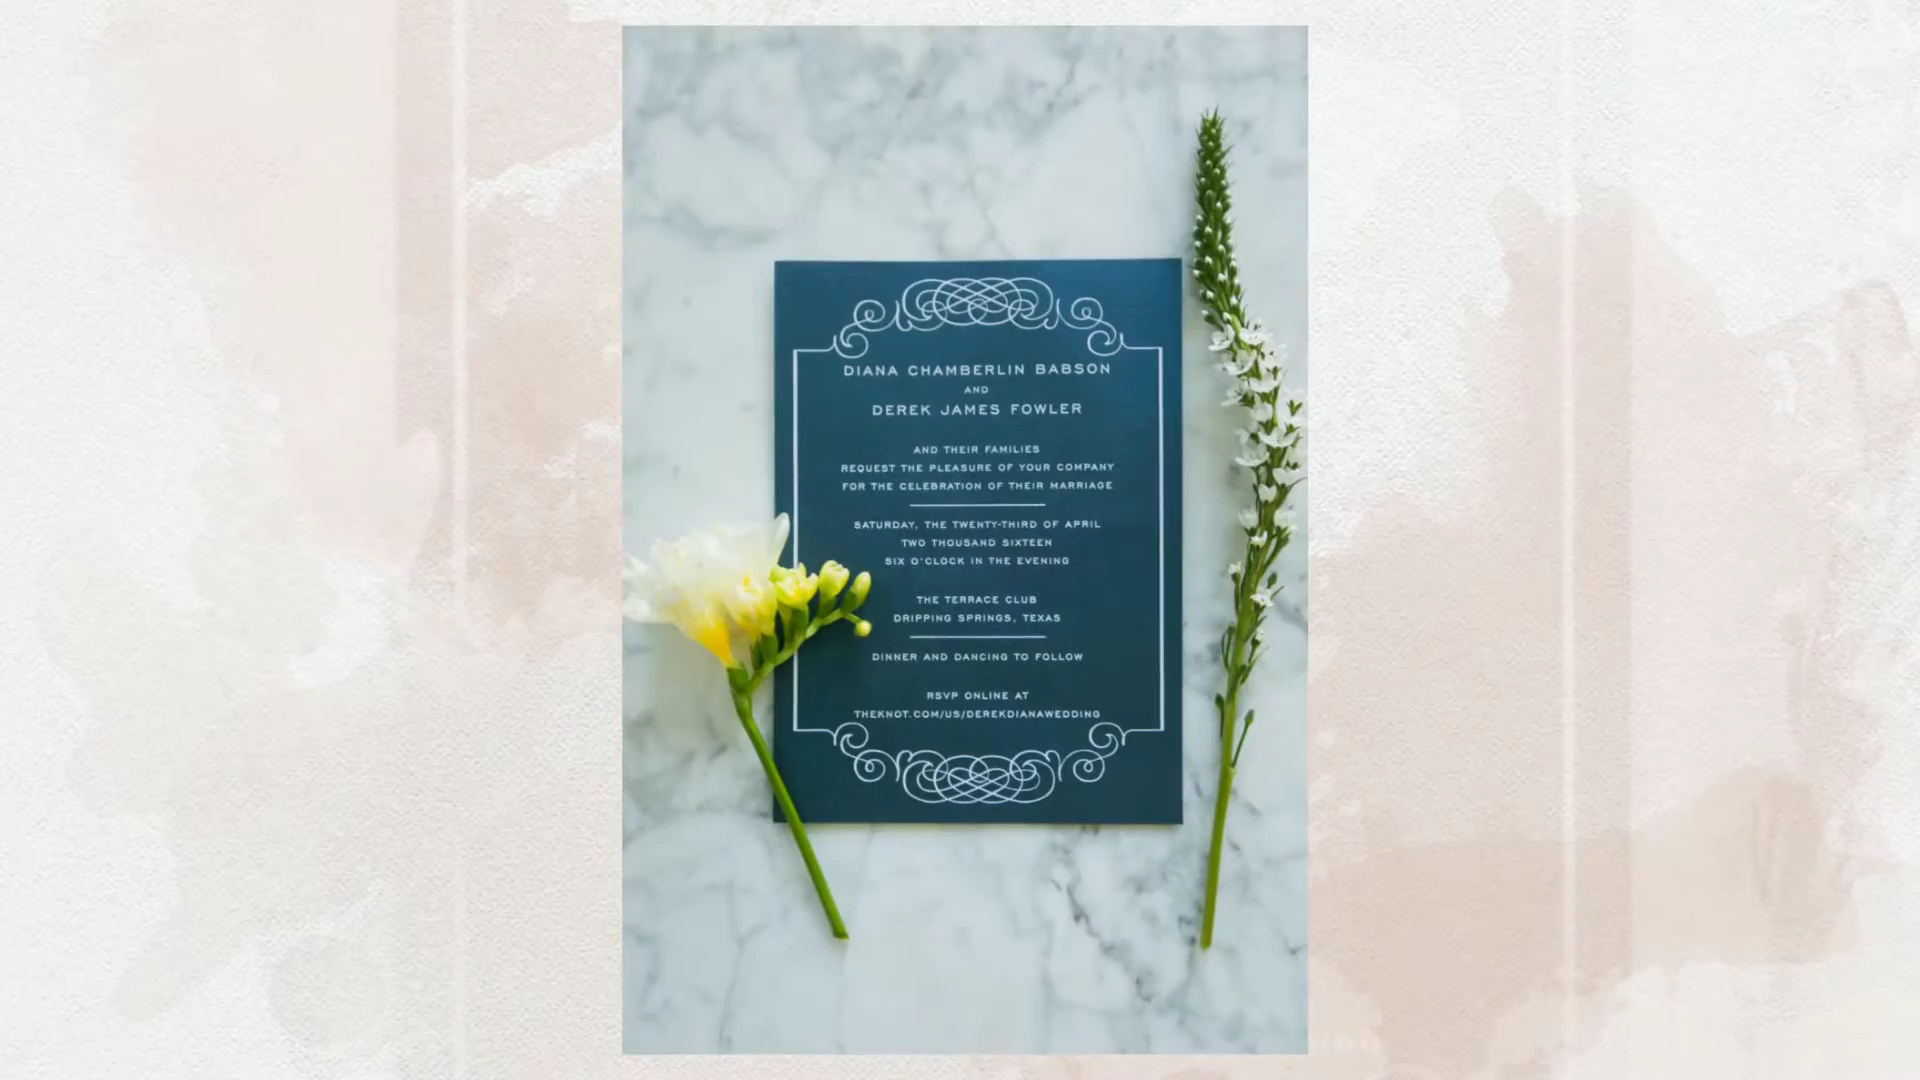 DIANA CHAMBERLIN BABSON
AND
DEREK JAMES FOWLER
AND THEIR FAMILIES
REQUEST THE PLEASURE OF YOUR COMPANY
FOR THE CELEBRATION OF THEIR MARRIAGE
SATURDAY, THE TWENTY-THIRD OF APRIL
TWO THOUSAND SIXTEEN
SIX O'CLOCK IN THE EVENING
THE TERRACE CLUB
DRIPPING SPRINGS, TEXAS
DINNER AND DANCING TO FOLLOW
RSVP ONLINE AT
THEKNOT.COM/US/DEREKDIANAWEDDING